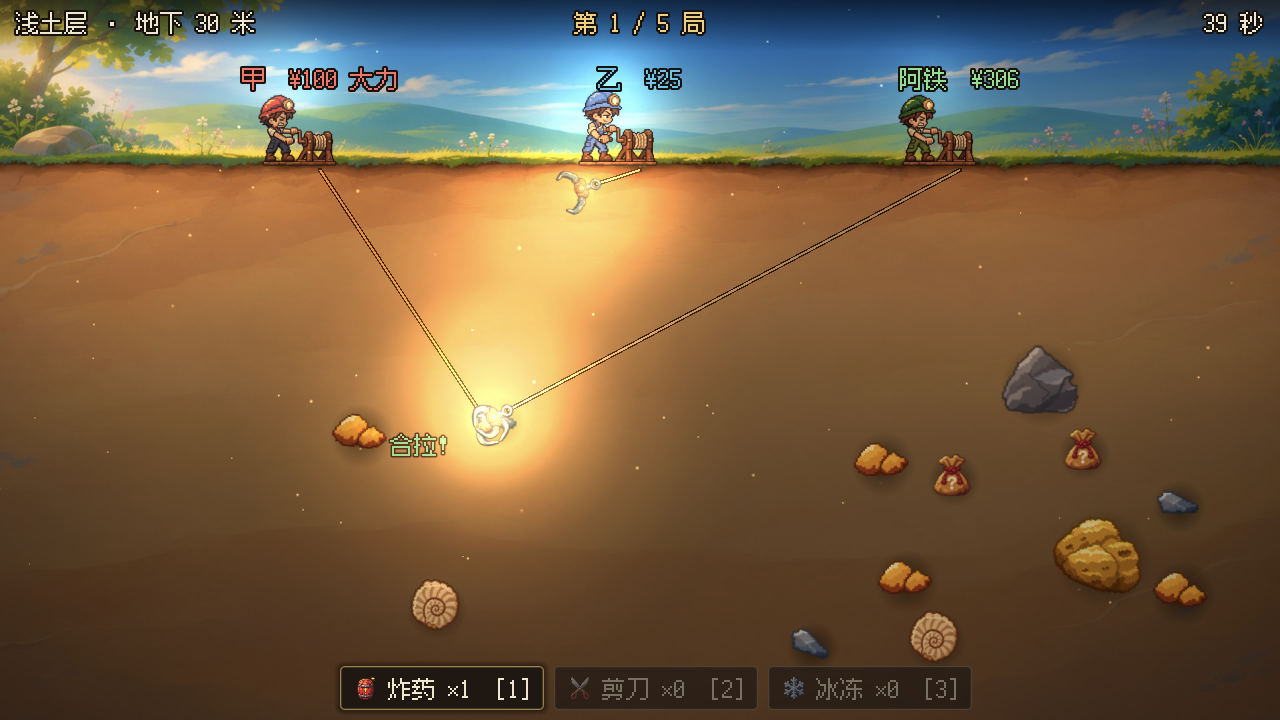 浅土层 · 地下 30 米
第 1 / 5 局
39 秒
甲 ¥100 大力
乙 ¥25
阿铁 ¥306
合拉!
?
?
炸药 ×1 [1]
剪刀 ×0 [2]
冰冻 ×0 [3]